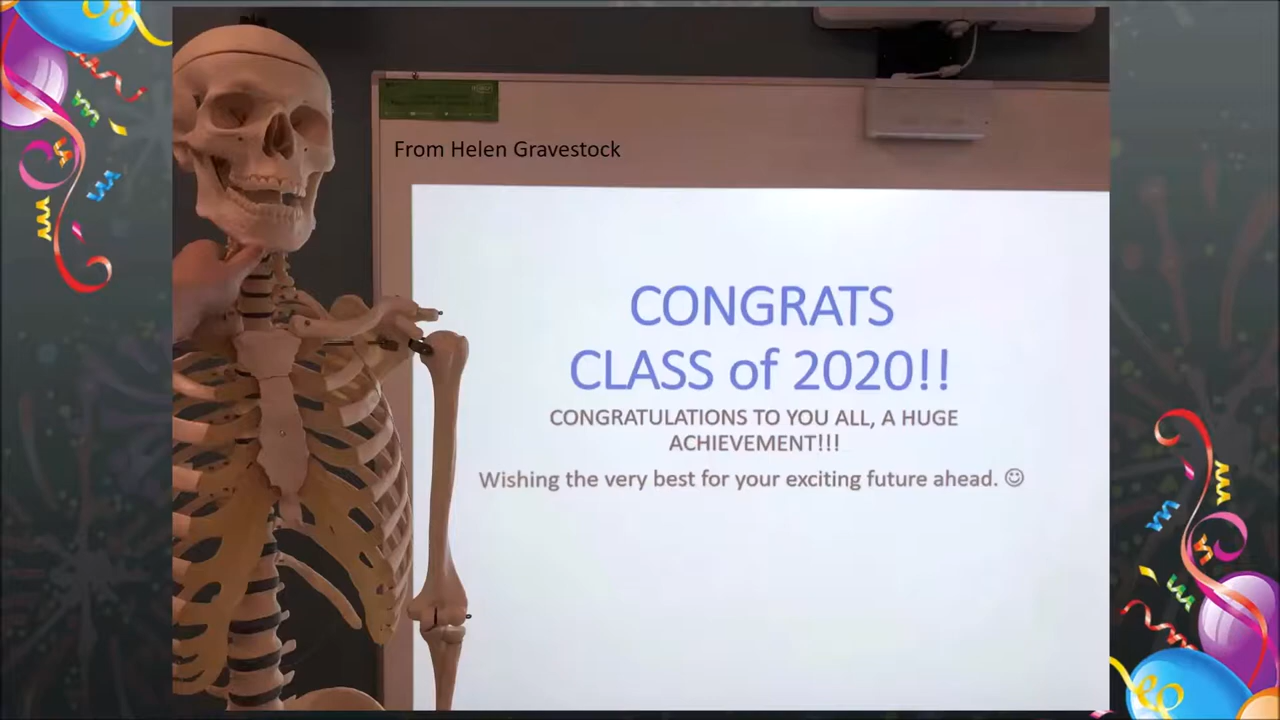 From Helen Gravestock
CONGRATS
CLASS of 2020!!
CONGRATULATIONS TO YOU ALL, A HUGE
ACHIEVEMENT!!!
Wishing the very best for your exciting future ahead. ☺